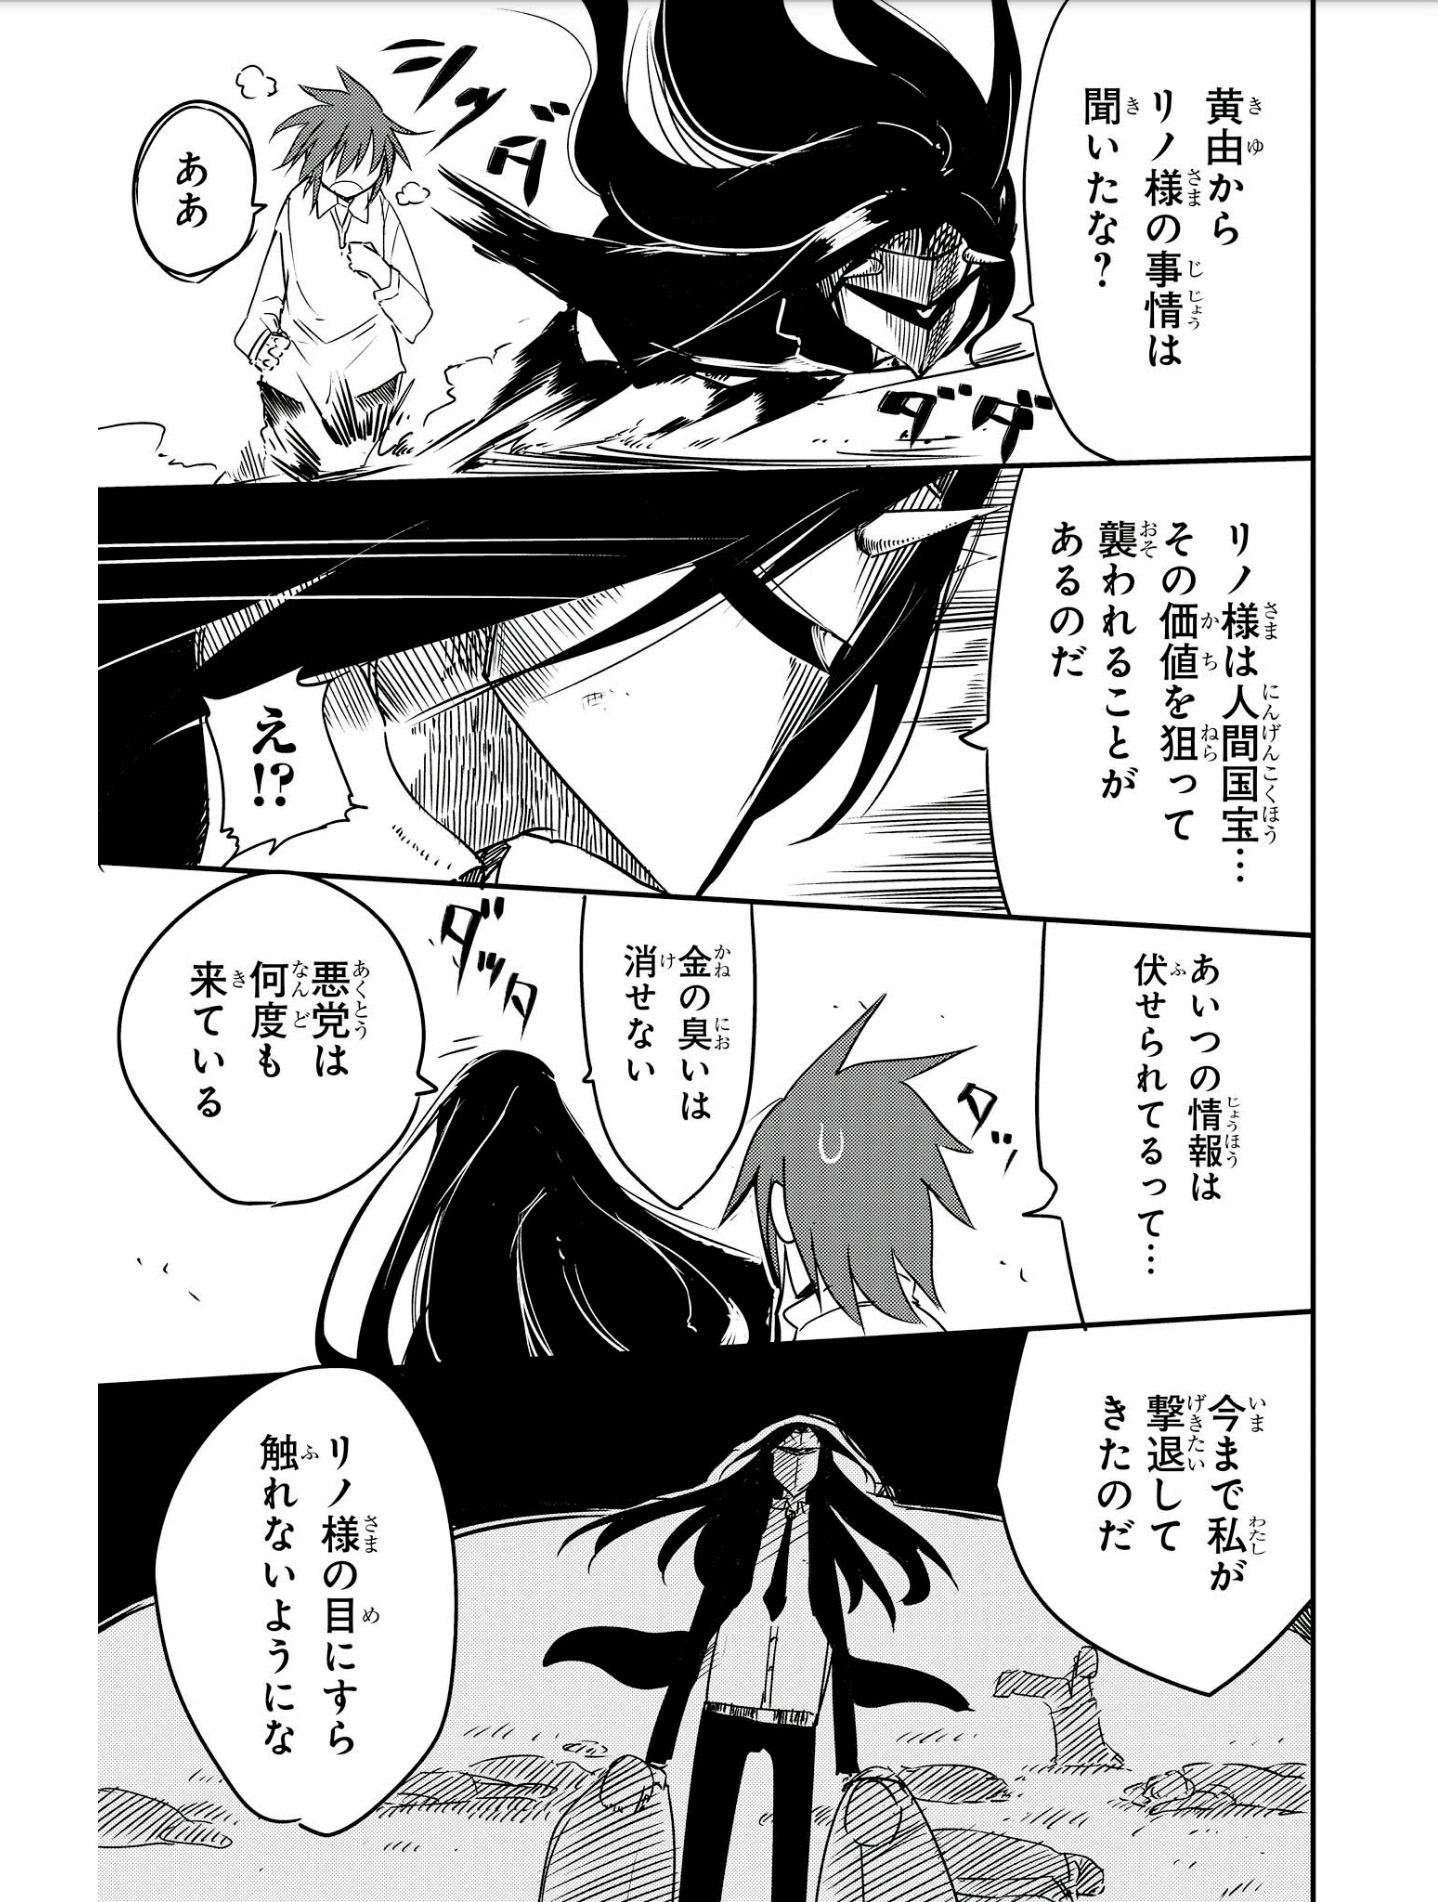 黄由から
リノ様の事情は
聞いたな?
ああ
ダダダ
ダダ
リノ様は人間国宝…
その価値を狙って
襲われることが
あるのだ
え!?
あいつの情報は
伏せられてるって…
金の臭いは
消せない
悪党は
何度も
来ている
今まで私が
撃退して
きたのだ
リノ様の目にすら
触れないようにな